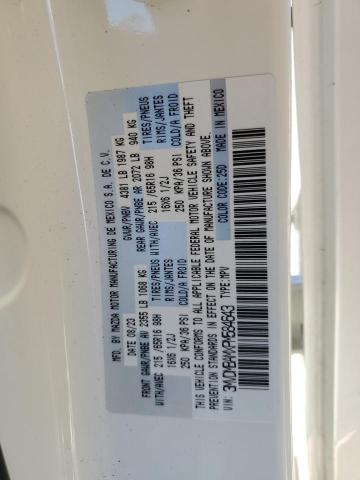 MFD. BY MAZDA MOTOR MANUFACTURING DE MEXICO S.A. DE C.V.
DATE 08/23 GVWR/PNBV 4381 LB 1987 KG
FRONT GAWR/PNBE AV 2355 LB 1068 KG REAR GAWR/PNBE AR 2072 LB 940 KG
TIRES/PNEUS TIRES/PNEUS
WITH/AVEC 215 /65R16 98H WITH/AVEC 215 /65R16 98H
RIMS/JANTES RIMS/JANTES
16X6 1/2J 16X6 1/2J
COLD/A FROID COLD/A FROID
250 KPA/36 PSI 250 KPA/36 PSI
THIS VEHICLE CONFORMS TO ALL APPLICABLE FEDERAL MOTOR VEHICLE SAFETY AND THEFT
PREVENTION STANDARDS IN EFFECT ON THE DATE OF MANUFACTURE SHOWN ABOVE.
TYPE:MPV COLOR CODE:25D MADE IN MEXICO